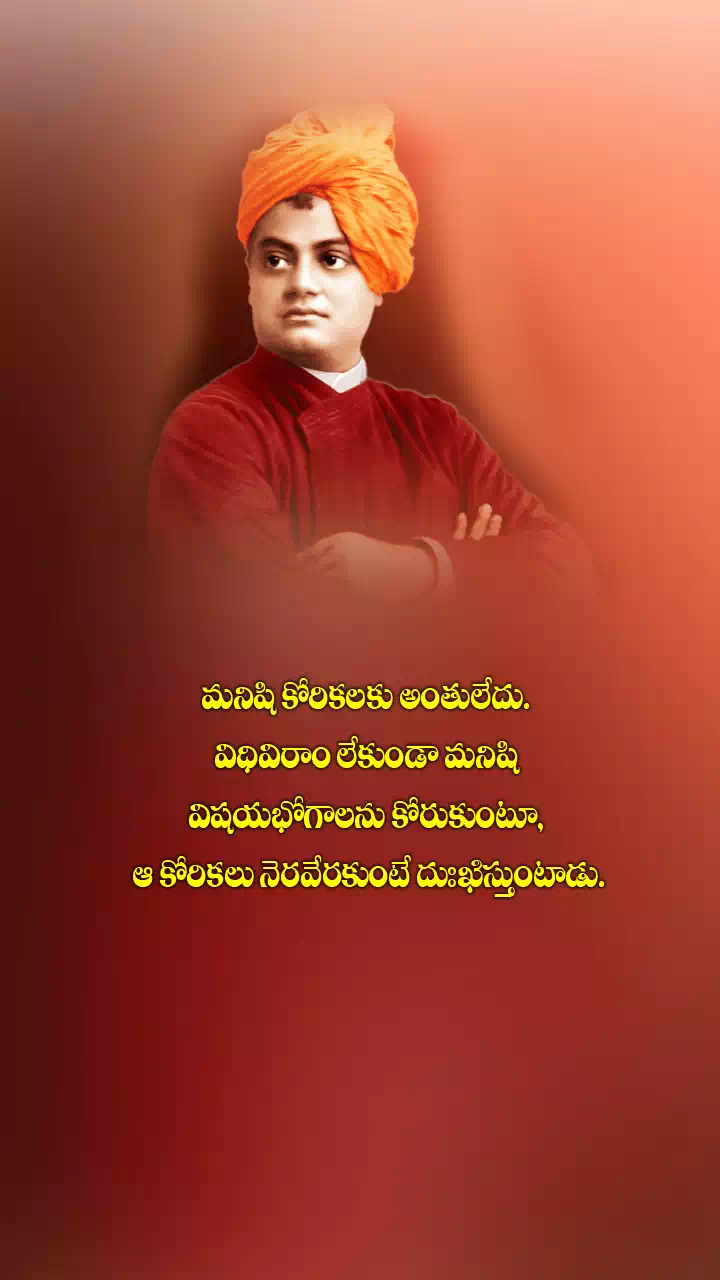 మనిషి కోరికలకు అంతులేదు.
విధివిరాం లేకుండా మనిషి
విషయభోగాలను కోరుకుంటూ,
ఆ కోరికలు నెరవేరకుంటే దుఃఖిస్తుంటాడు.